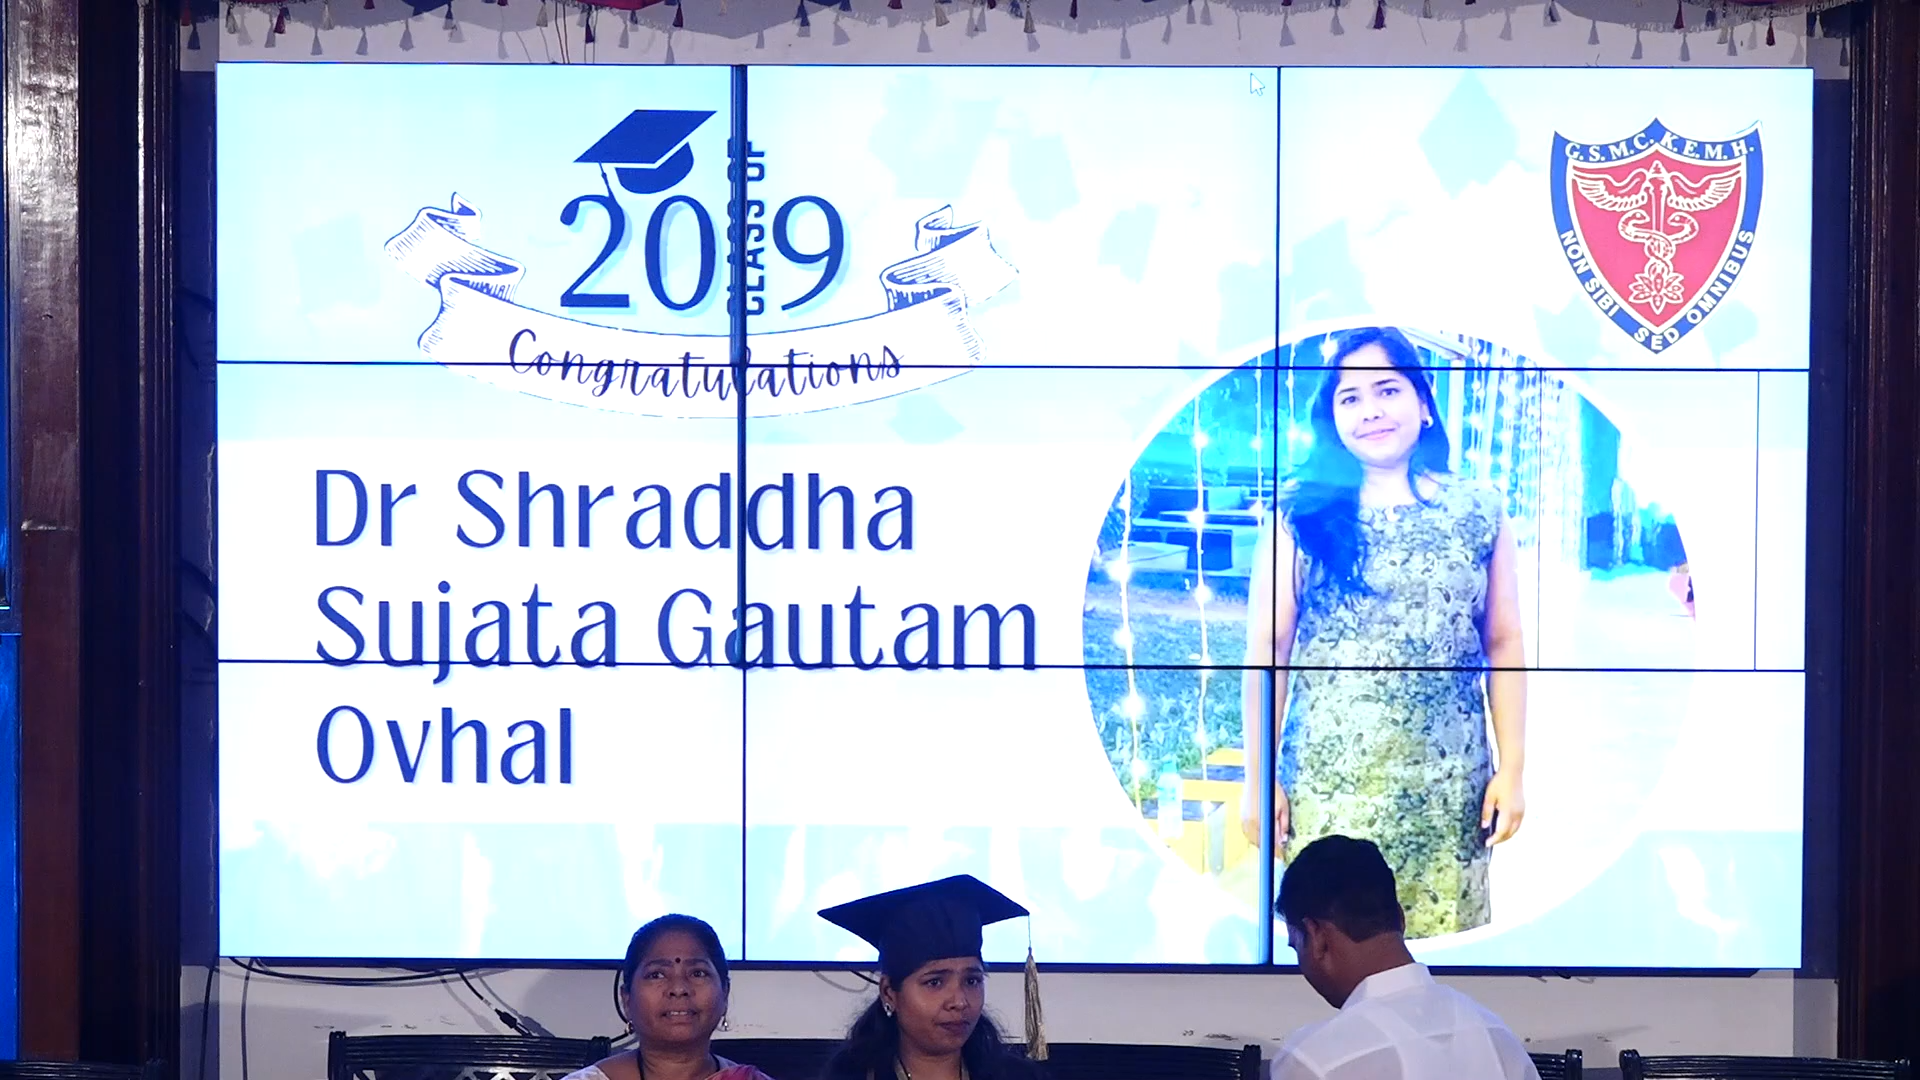 CLASS OF
2019
Congratulations
G.S.M.C. K.E.M.H.
NON SIBI SED OMNIBUS
Dr Shraddha
Sujata Gautam
Ovhal